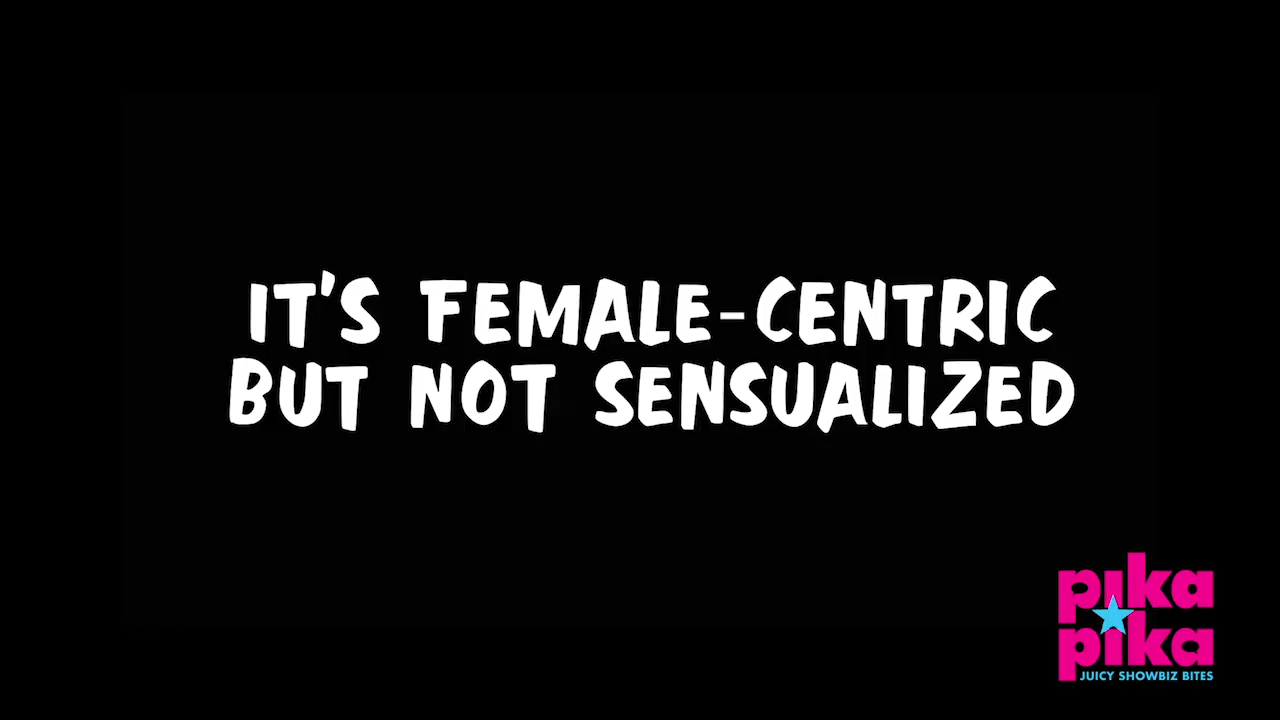 IT'S FEMALE-CENTRIC
BUT NOT SENSUALIZED
pika
pika
JUICY SHOWBIZ BITES